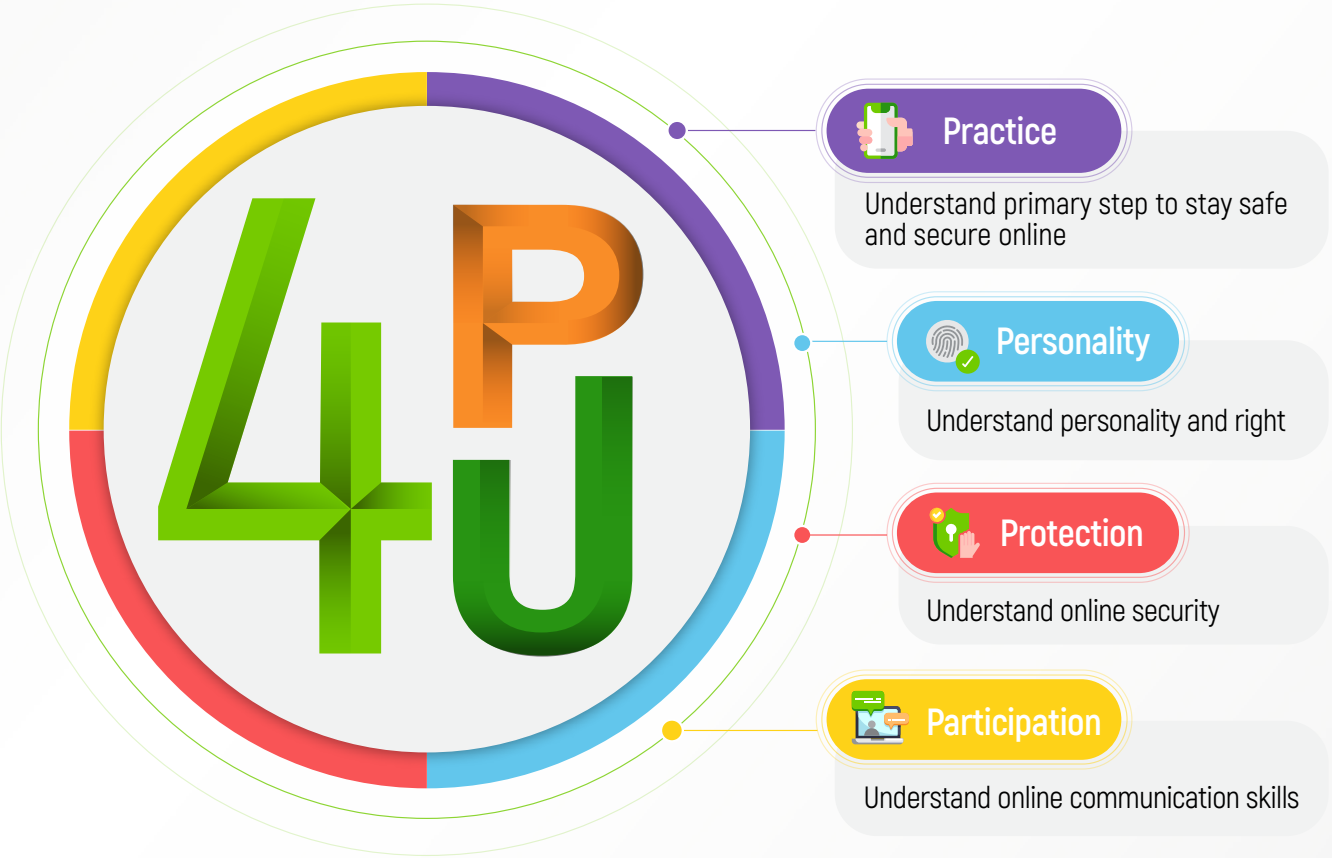 4
P
U
Practice
Understand primary step to stay safe
and secure online
Personality
Understand personality and right
Protection
Understand online security
Participation
Understand online communication skills